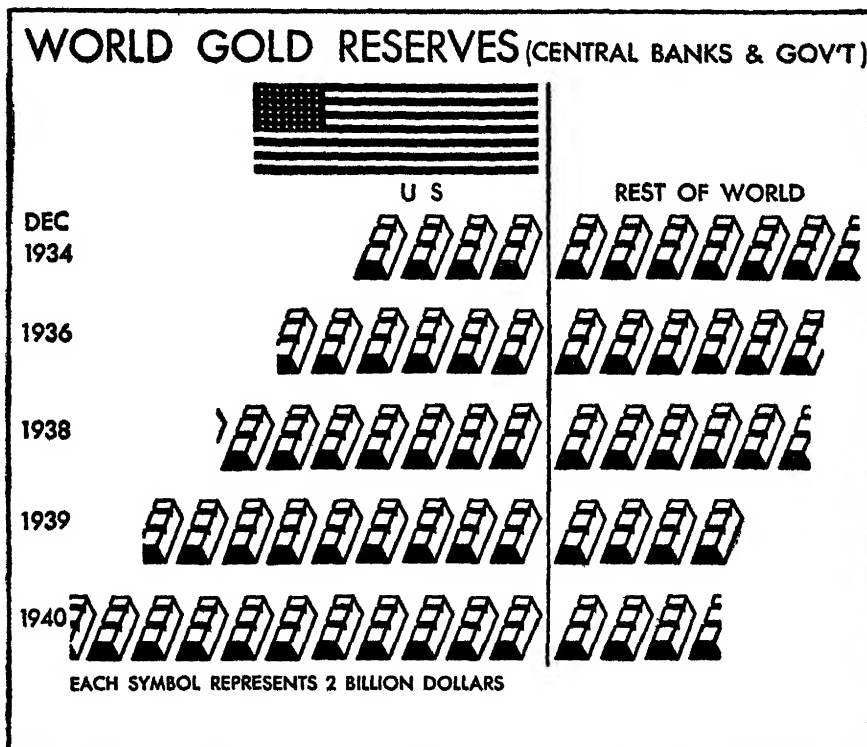 WORLD GOLD RESERVES (CENTRAL BANKS & GOV'T)
U S REST OF WORLD
DEC
1934
1936
1938
1939
1940
EACH SYMBOL REPRESENTS 2 BILLION DOLLARS